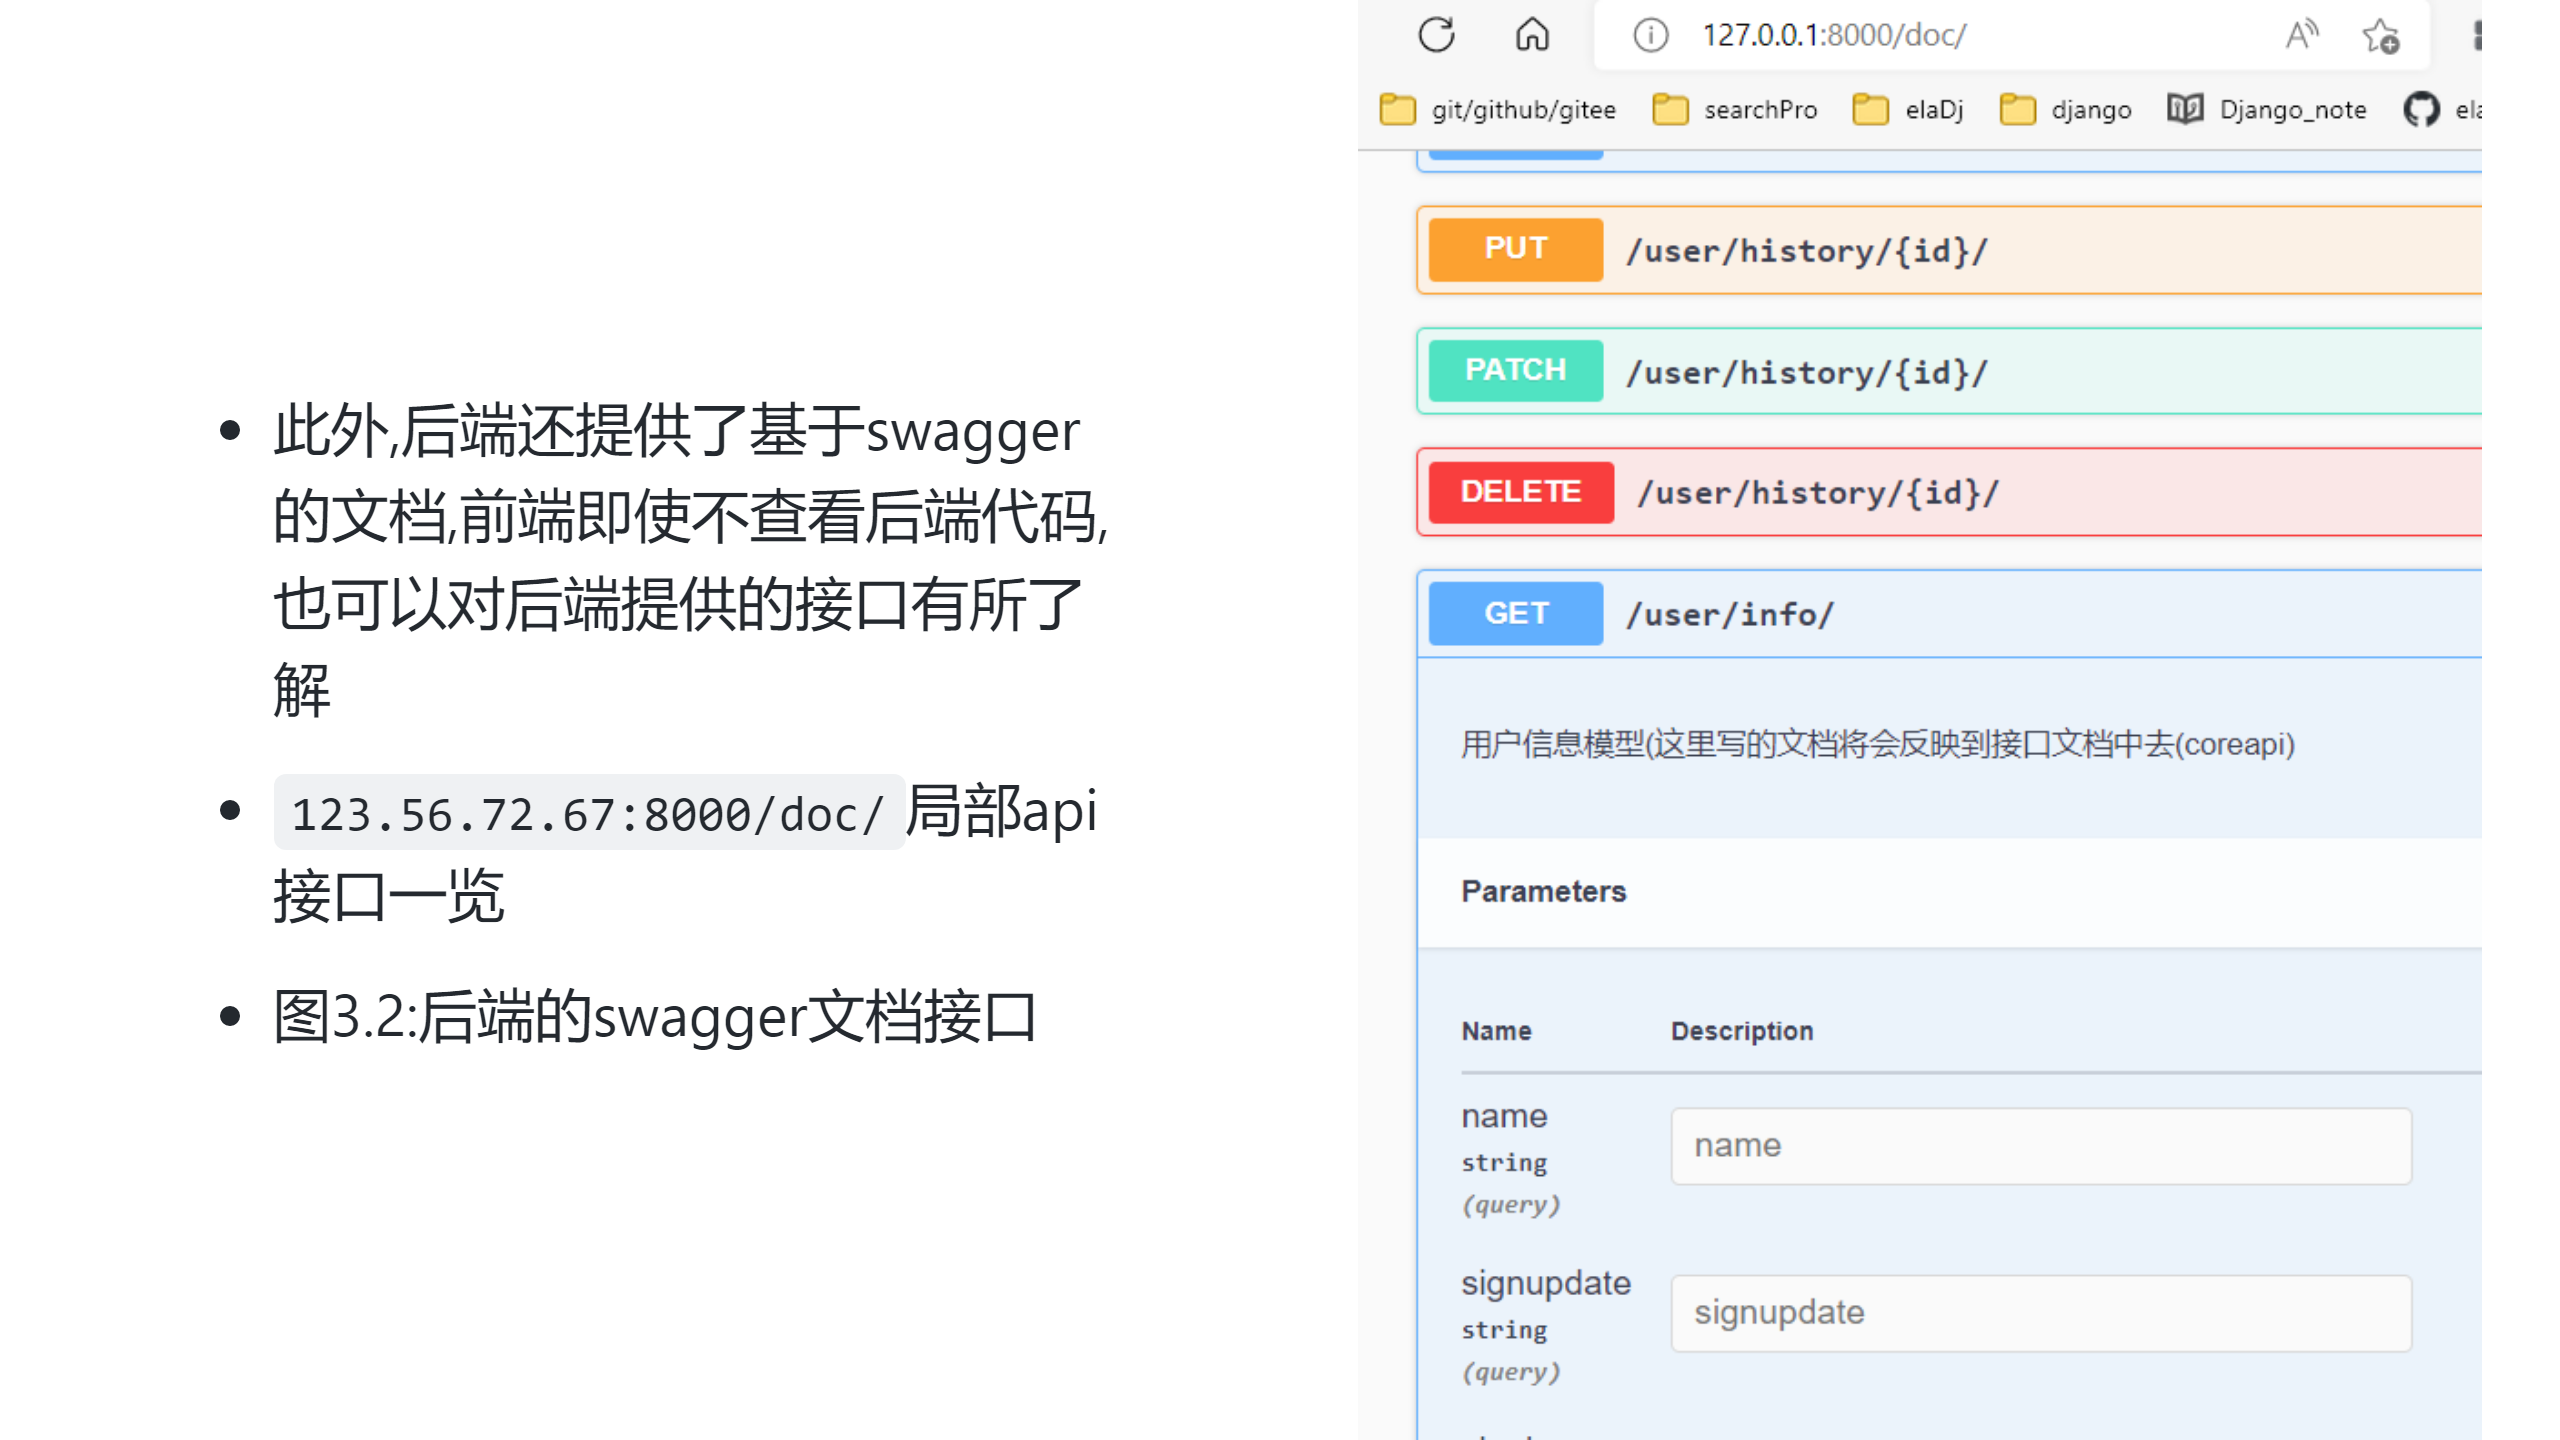 此外,后端还提供了基于swagger
的文档,前端即使不查看后端代码,
也可以对后端提供的接口有所了
解
123.56.72.67:8000/doc/ 局部api
接口一览
图3.2:后端的swagger文档接口
127.0.0.1:8000/doc/
git/github/gitee searchPro elaDj django Django_note
PUT /user/history/{id}/
PATCH /user/history/{id}/
DELETE /user/history/{id}/
GET /user/info/
用户信息模型(这里写的文档将会反映到接口文档中去(coreapi)
Parameters
Name Description
name
name
string
(query)
signupdate
signupdate
string
(query)